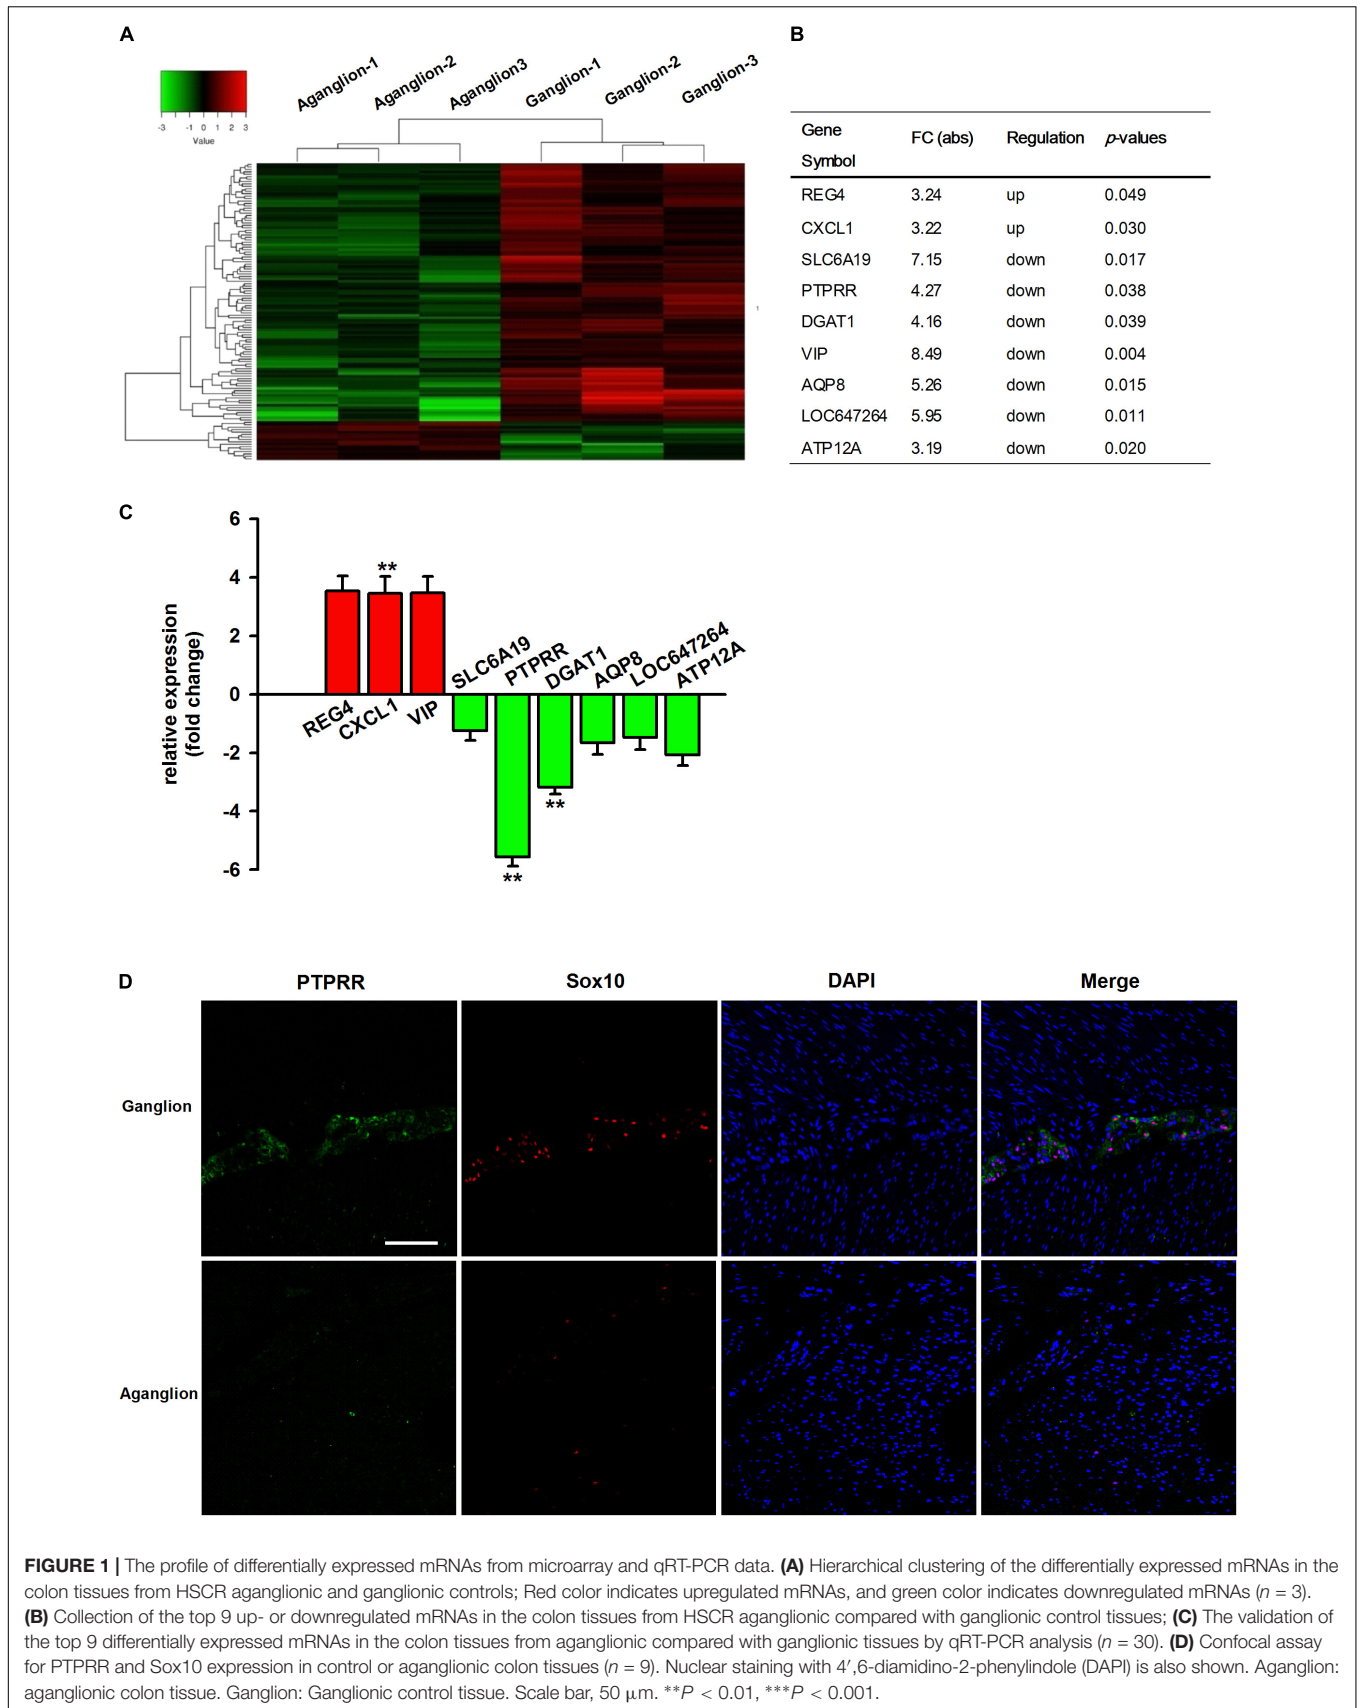 A
B
Aganglion-1
Aganglion-2
Aganglion3
Ganglion-1
Ganglion-2
Ganglion-3
-3 -1 0 1 2 3
Value
1
Gene Symbol FC (abs) Regulation p-values
REG4 3.24 up 0.049
CXCL1 3.22 up 0.030
SLC6A19 7.15 down 0.017
PTPRR 4.27 down 0.038
DGAT1 4.16 down 0.039
VIP 8.49 down 0.004
AQP8 5.26 down 0.015
LOC647264 5.95 down 0.011
ATP12A 3.19 down 0.020
C
relative expression
(fold change)
6
4
2
0
-2
-4
-6
**
REG4
CXCL1
VIP
SLC6A19
PTPRR
DGAT1
AQP8
LOC647264
ATP12A
**
**
D
PTPRR Sox10 DAPI Merge
Ganglion
Aganglion
FIGURE 1 | The profile of differentially expressed mRNAs from microarray and qRT-PCR data. (A) Hierarchical clustering of the differentially expressed mRNAs in the
colon tissues from HSCR aganglionic and ganglionic controls; Red color indicates upregulated mRNAs, and green color indicates downregulated mRNAs (n = 3).
(B) Collection of the top 9 up- or downregulated mRNAs in the colon tissues from HSCR aganglionic compared with ganglionic control tissues; (C) The validation of
the top 9 differentially expressed mRNAs in the colon tissues from aganglionic compared with ganglionic tissues by qRT-PCR analysis (n = 30). (D) Confocal assay
for PTPRR and Sox10 expression in control or aganglionic colon tissues (n = 9). Nuclear staining with 4′,6-diamidino-2-phenylindole (DAPI) is also shown. Aganglion:
aganglionic colon tissue. Ganglion: Ganglionic control tissue. Scale bar, 50 μm. **P < 0.01, ***P < 0.001.